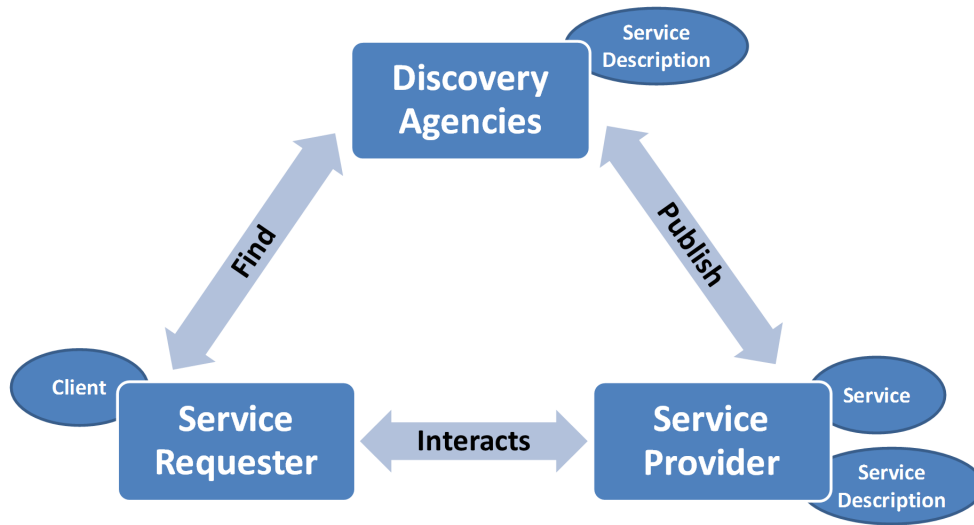 Service
Description
Discovery
Agencies
Find
Publish
Client
Service
Requester
Interacts
Service
Provider
Service
Service
Description